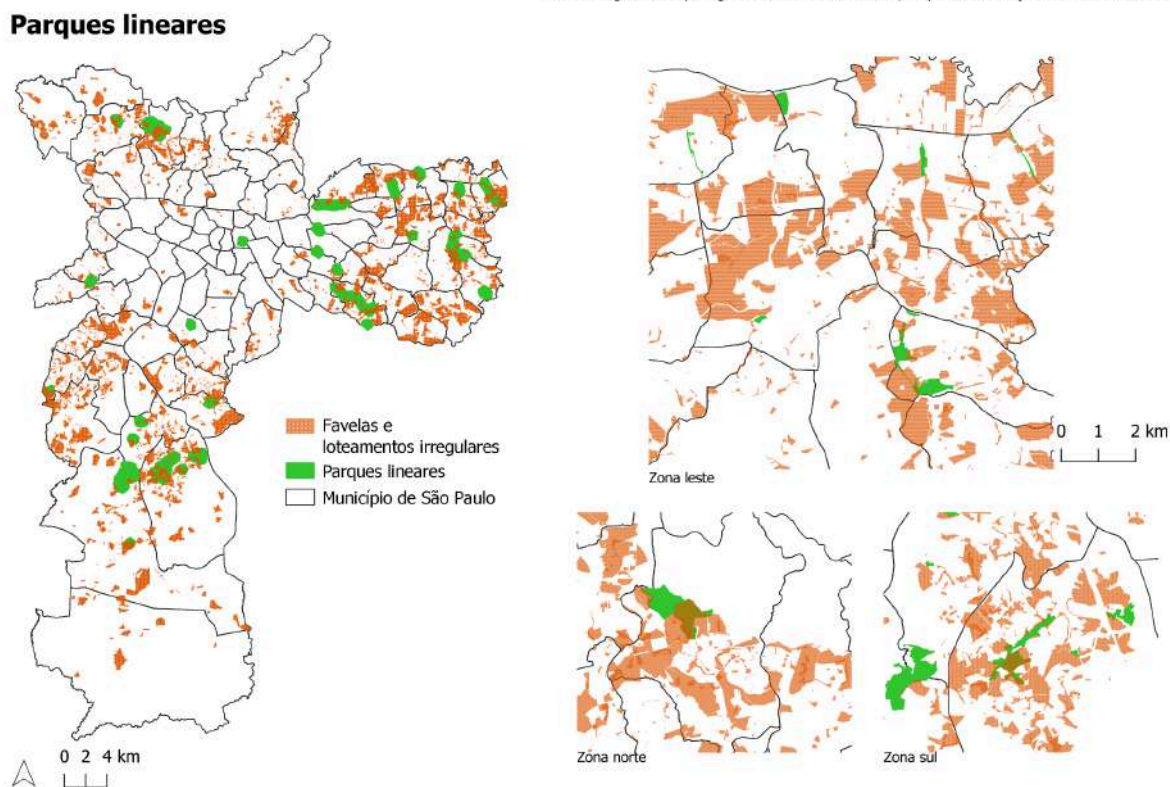 Parques lineares
Favelas e
loteamentos irregulares
Parques lineares
Município de São Paulo
0 2 4 km
Zona leste
0 1 2 km
Zona norte
Zona sul